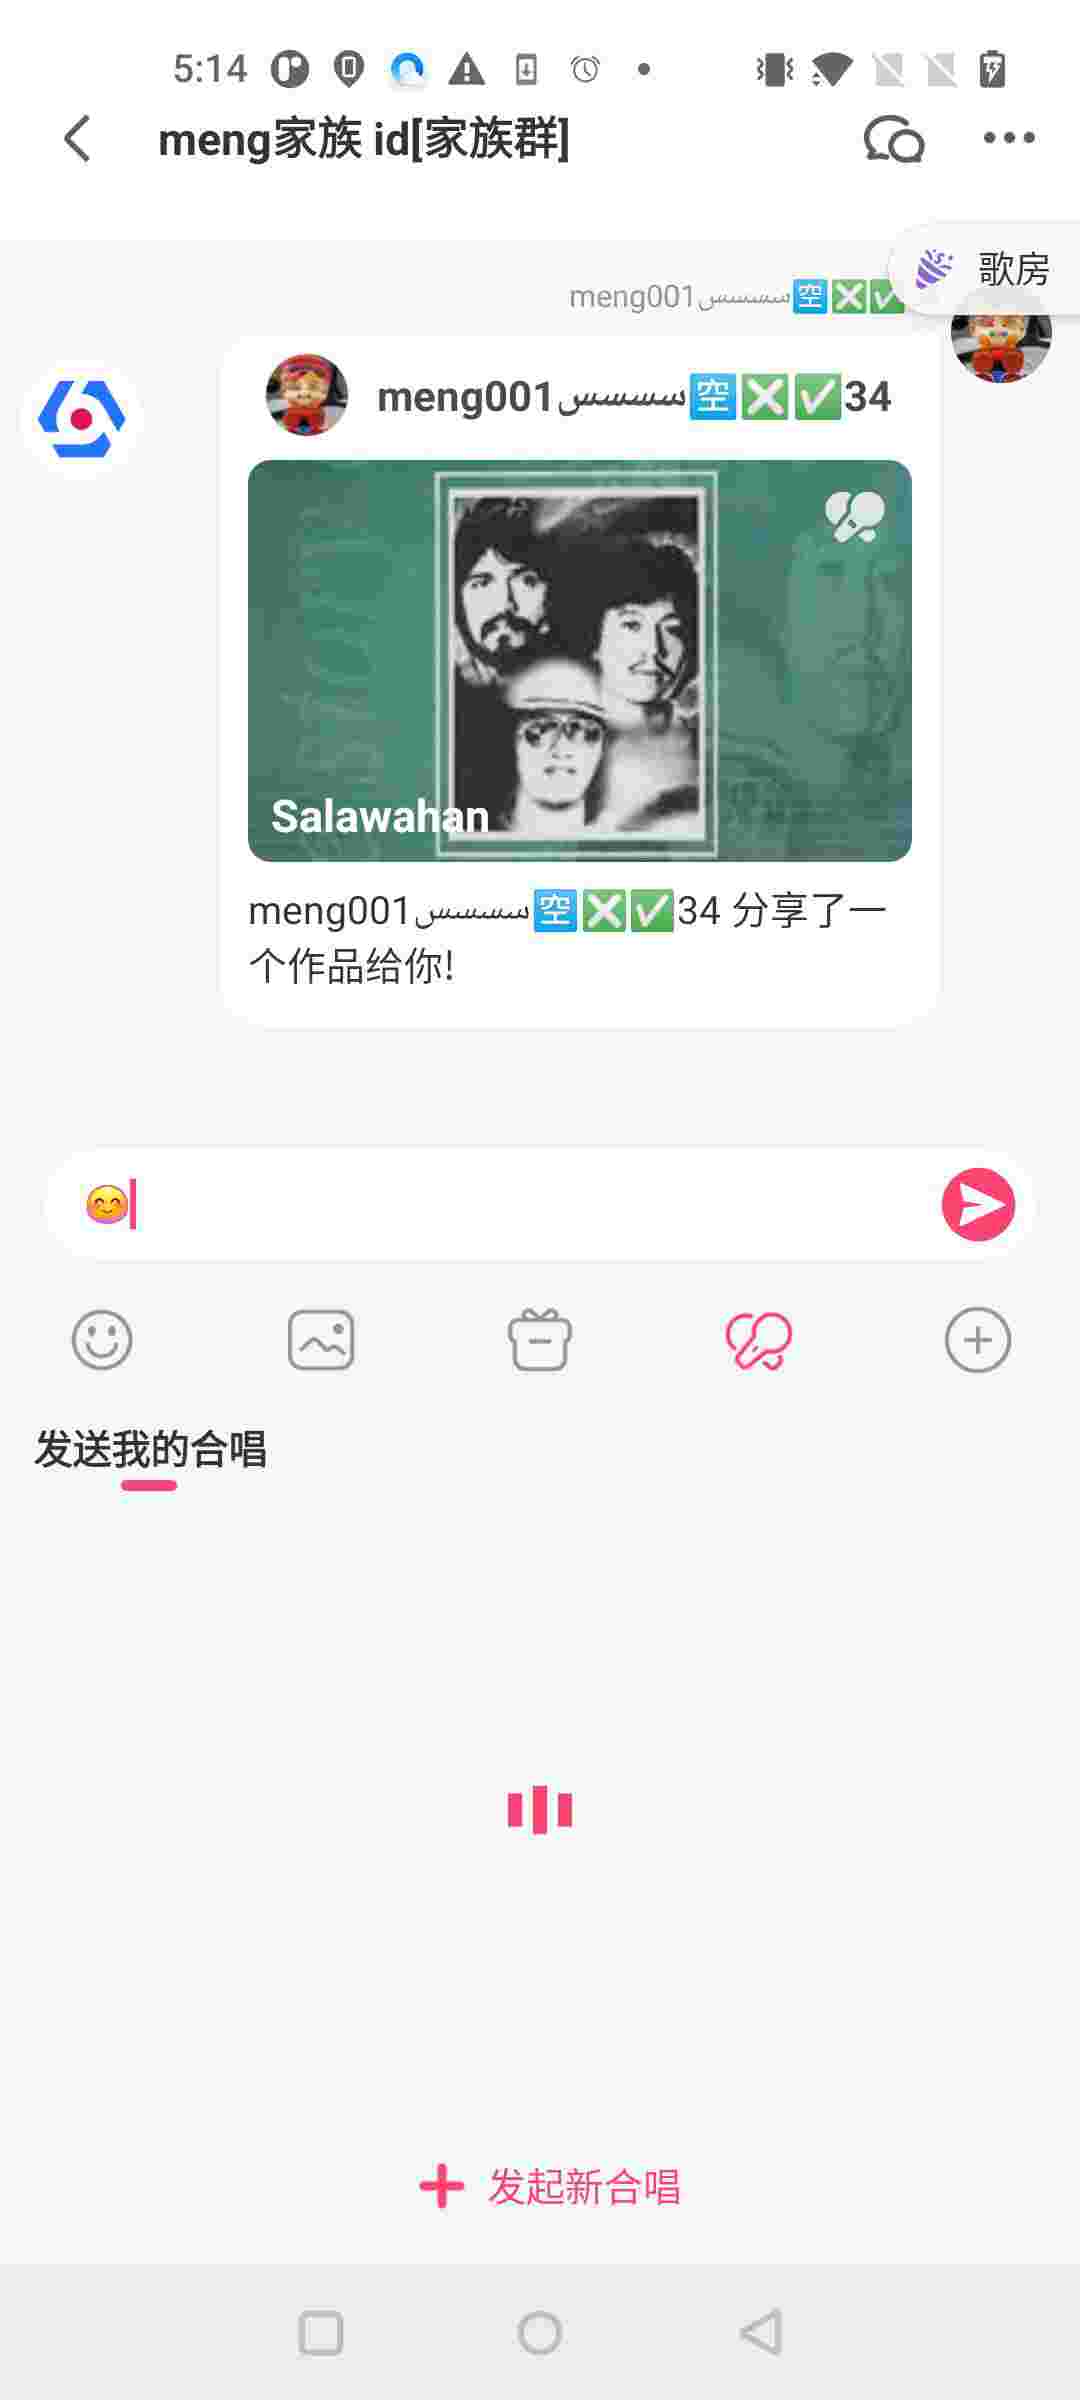 5:14
meng家族 id[家族群]
歌房
meng001سسسس🈳❎✅
meng001سسسس🈳❎✅34
Salawahan
meng001سسسس🈳❎✅34 分享了一
个作品给你!
😊
发送我的合唱
发起新合唱